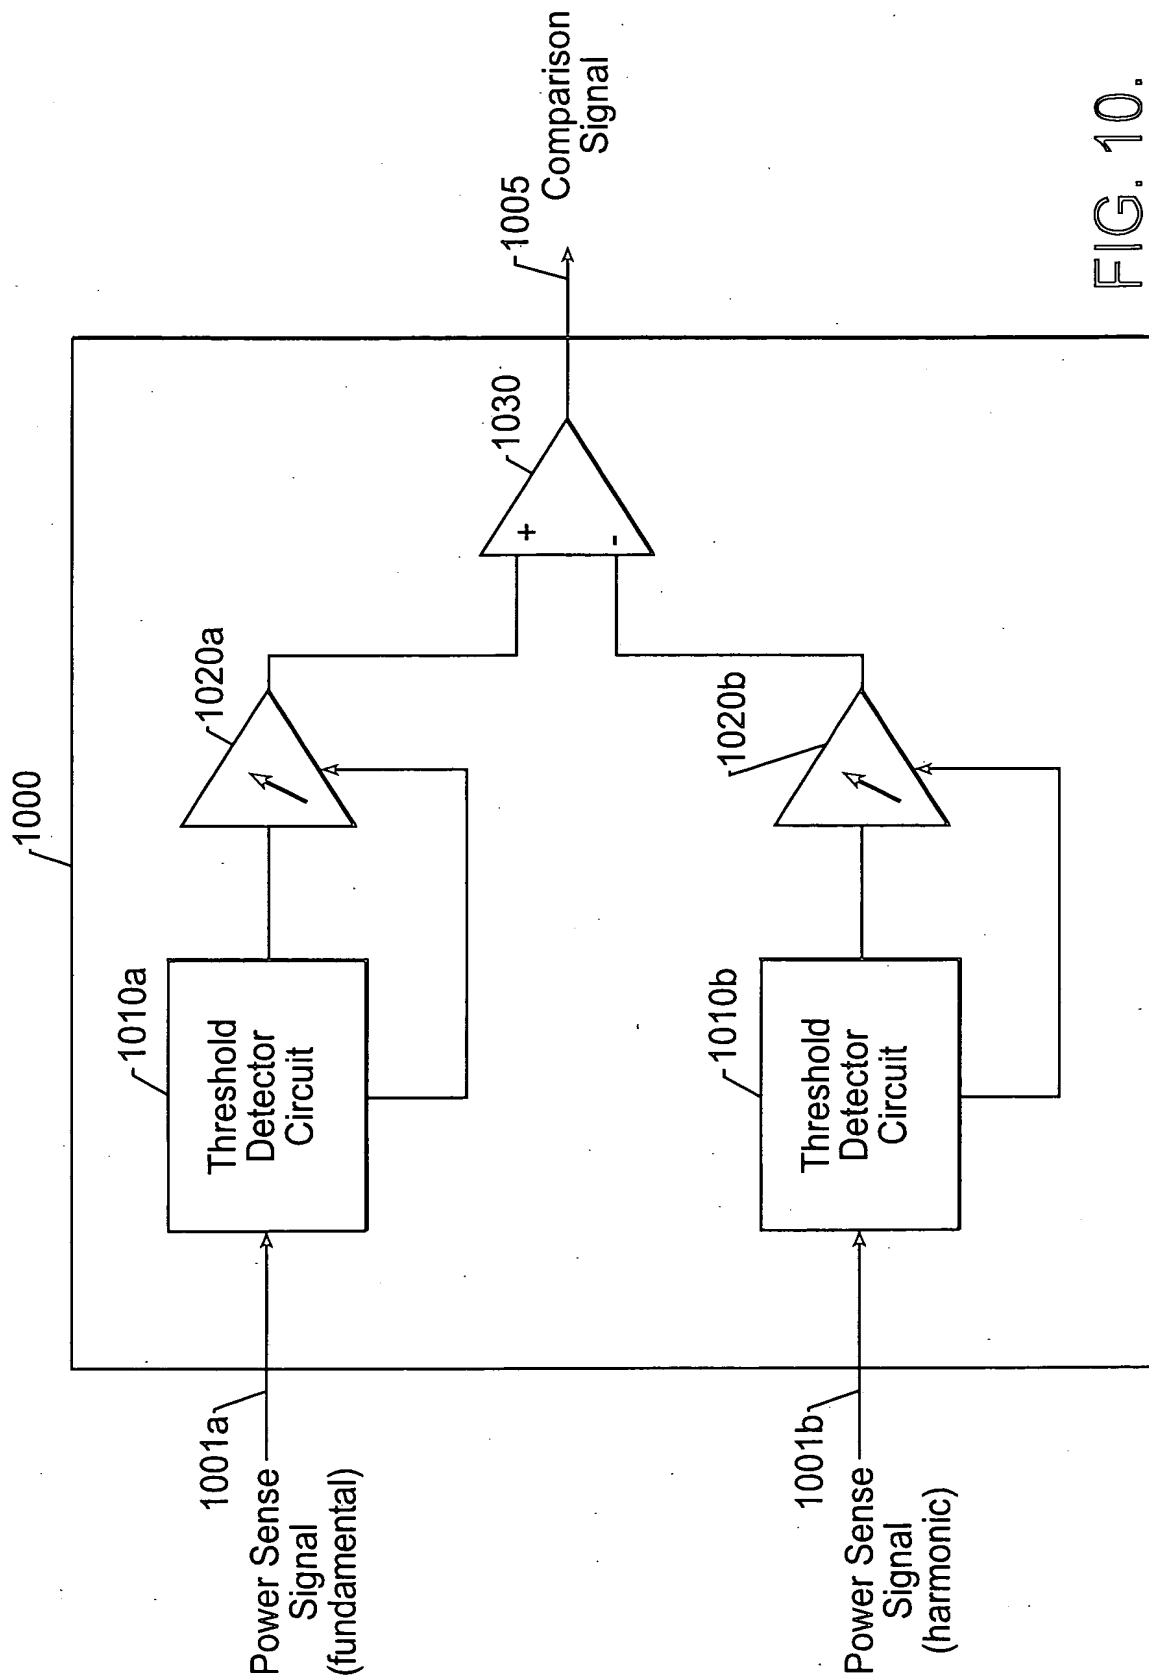 1000
1001a
Power Sense
Signal
(fundamental)
1010a
Threshold
Detector
Circuit
1020a
1030
+
-
1005
Comparison
Signal
1001b
Power Sense
Signal
(harmonic)
1010b
Threshold
Detector
Circuit
1020b
FIG. 10.